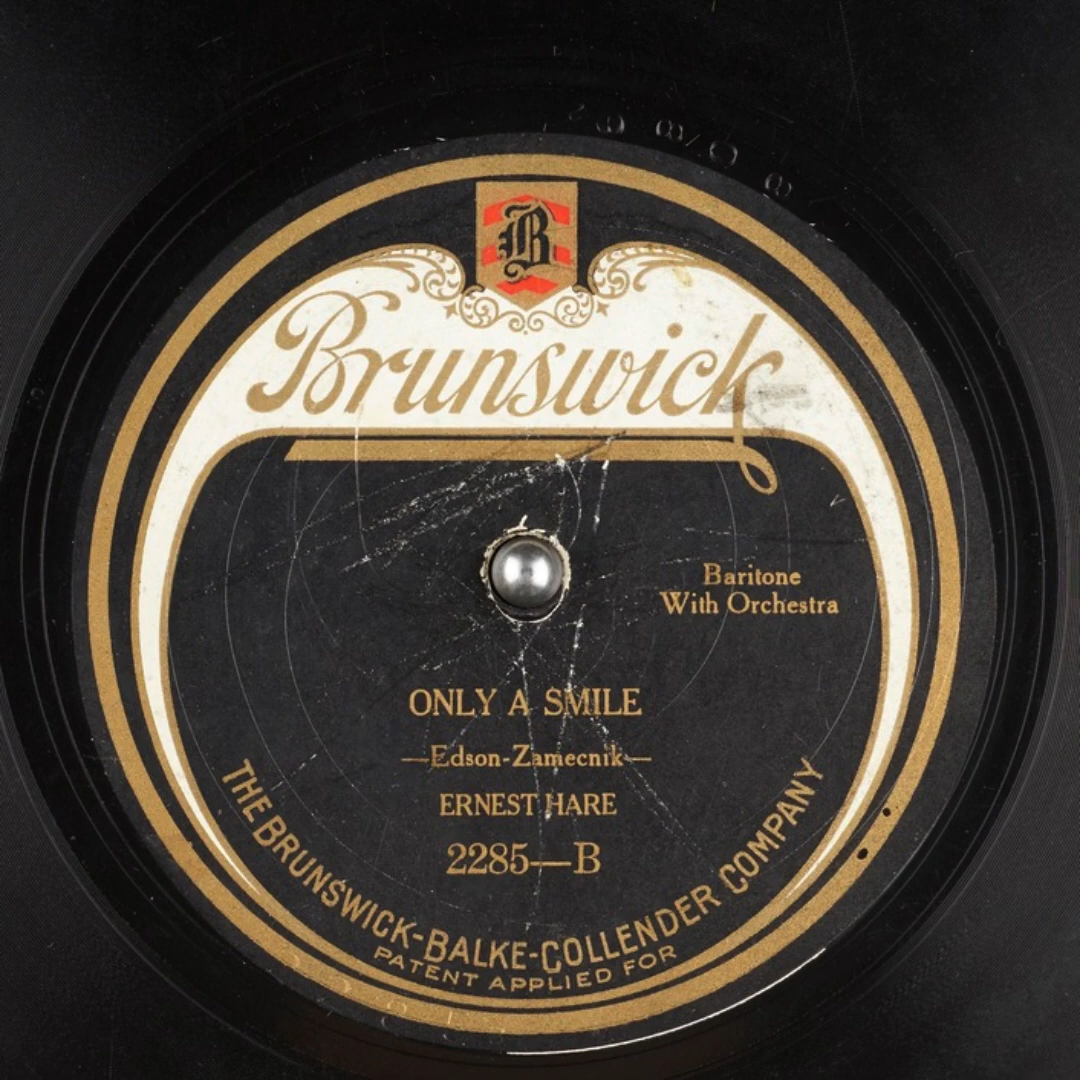 B
Brunswick
Baritone
With Orchestra
ONLY A SMILE
—Edson-Zamecnik—
ERNEST HARE
2285—B
THE BRUNSWICK-BALKE-COLLENDER COMPANY
PATENT APPLIED FOR